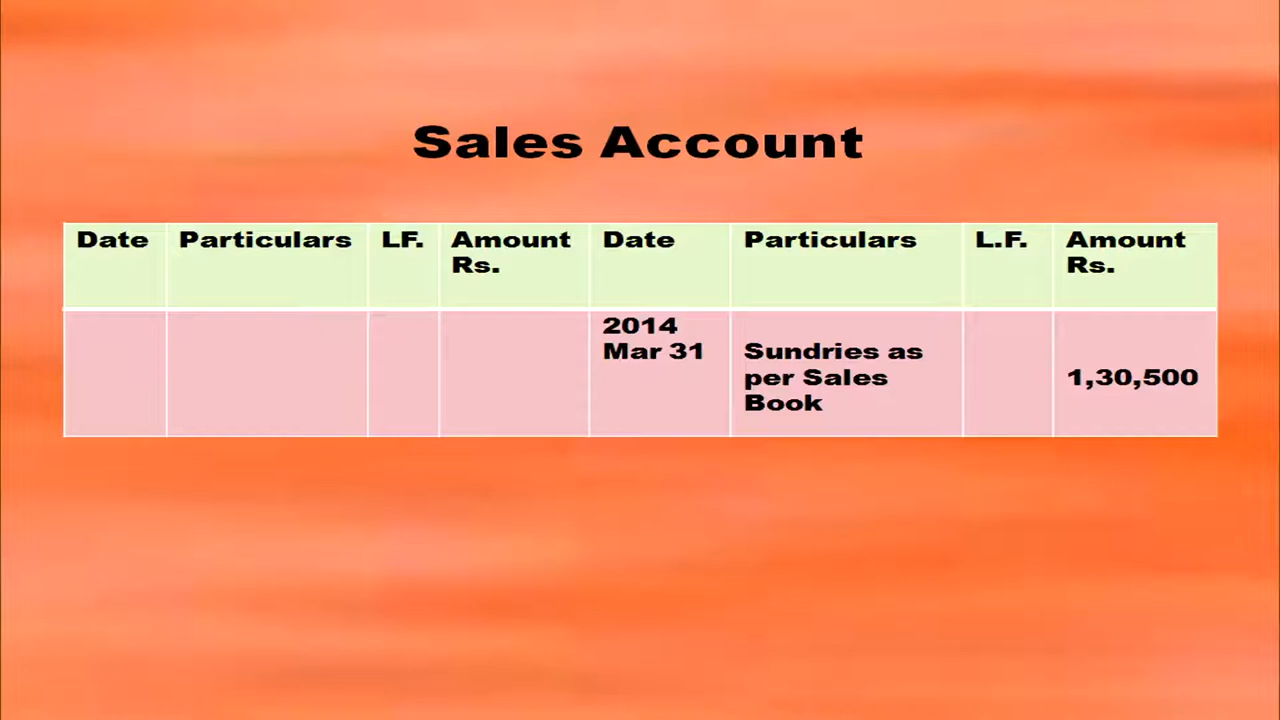 Sales Account
Date Particulars LF. Amount Rs. Date Particulars L.F. Amount Rs.
2014
Mar 31
Sundries as
per Sales
Book
1,30,500